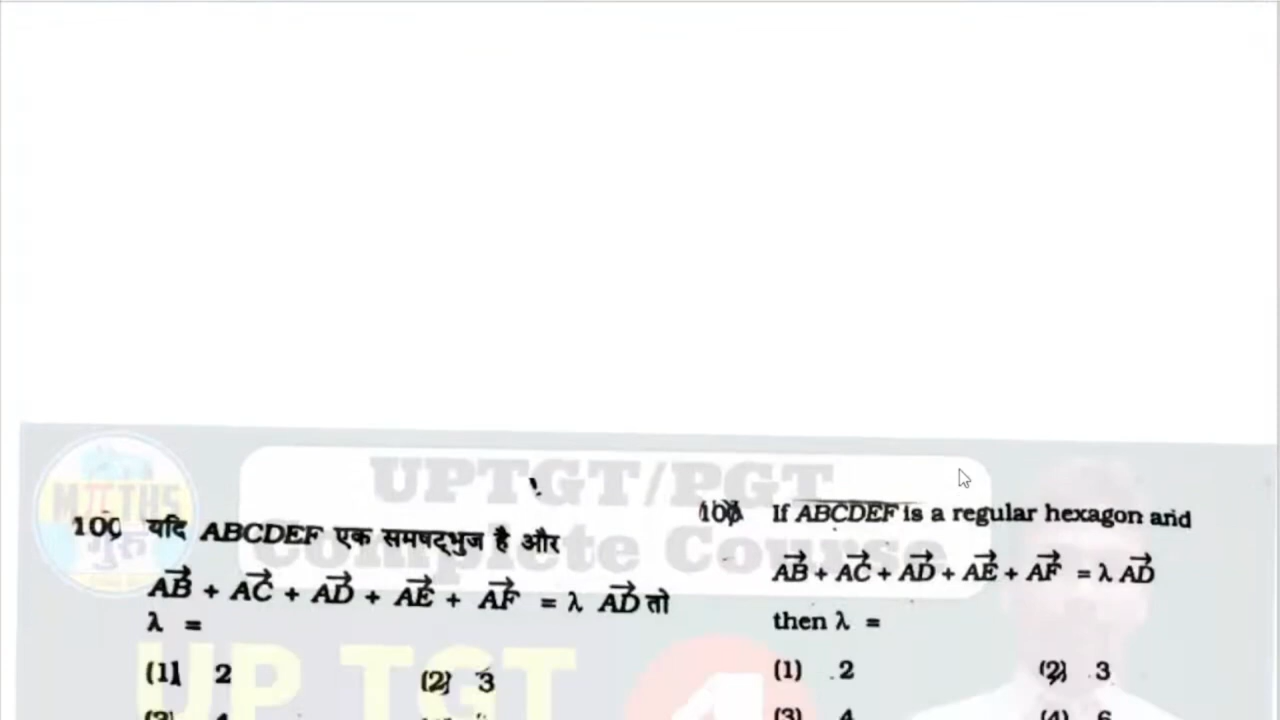 UPTGT/PGT
Complete Course
MπTHS
गुरु
100 यदि ABCDEF एक समषट्भुज है और
AB + AC + AD + AE + AF = λ AD तो
λ =
(1) 2 (2) 3
100 If ABCDEF is a regular hexagon and
AB + AC + AD + AE + AF = λ AD
then λ =
(1) 2 (2) 3
(3) 4 (4) 6
UP TGT
4